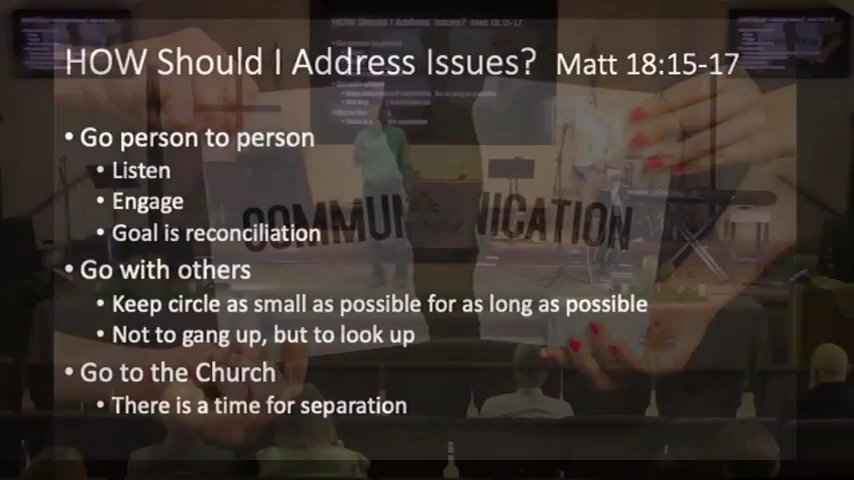 HOW Should I Address Issues? Matt 18:15-17
• Go person to person
• Listen
• Engage
• Goal is reconciliation
COMMUNICATION
• Go with others
• Keep circle as small as possible for as long as possible
• Not to gang up, but to look up
• Go to the Church
• There is a time for separation